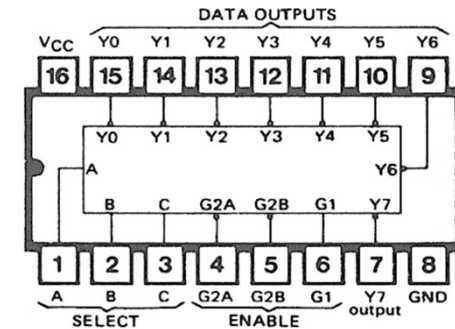 DATA OUTPUTS
VCC Y0 Y1 Y2 Y3 Y4 Y5 Y6
16 15 14 13 12 11 10 9
Y0 Y1 Y2 Y3 Y4 Y5
A Y6
B C G2A G2B G1 Y7
1 2 3 4 5 6 7 8
A B C G2A G2B G1 Y7 GND
output
SELECT ENABLE